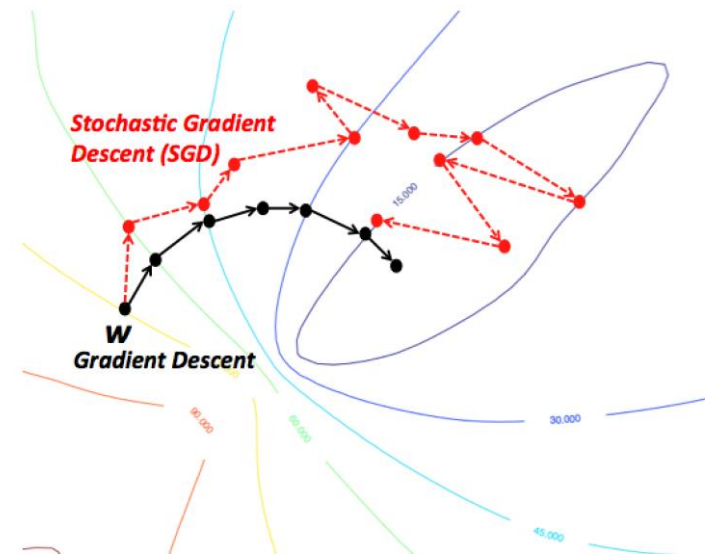 Stochastic Gradient
Descent (SGD)
15.000
W
Gradient Descent
90.000
60.000
30.000
45.000